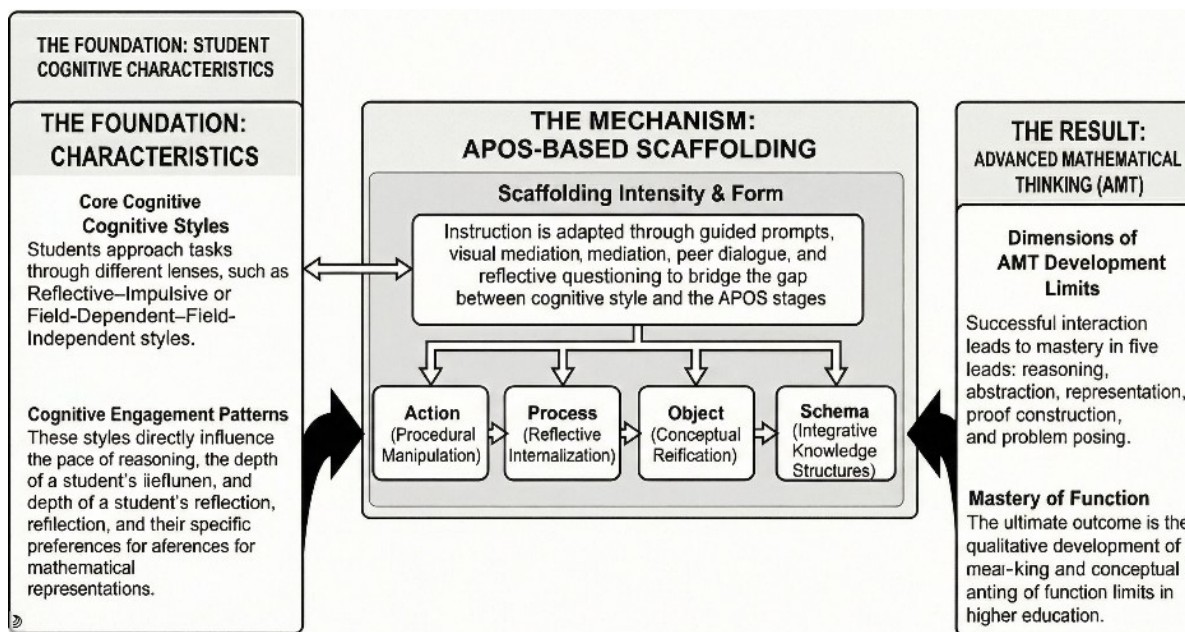 THE FOUNDATION: STUDENT
COGNITIVE CHARACTERISTICS
THE FOUNDATION:
CHARACTERISTICS
Core Cognitive
Cognitive Styles
Students approach tasks
through different lenses, such as
Reflective–Impulsive or
Field-Dependent–Field-
Independent styles.
Cognitive Engagement Patterns
These styles directly influence
the pace of reasoning, the depth
of a student's iieflunen, and
depth of a student's reflection,
reflection, and their specific
preferences for aferences for
mathematical
representations.
THE MECHANISM:
APOS-BASED SCAFFOLDING
Scaffolding Intensity & Form
Instruction is adapted through guided prompts,
visual mediation, mediation, peer dialogue, and
reflective questioning to bridge the gap
between cognitive style and the APOS stages
Action
(Procedural
Manipulation)
Process
(Reflective
Internalization)
Object
(Conceptual
Reification)
Schema
(Integrative
Knowledge
Structures)
THE RESULT:
ADVANCED MATHEMATICAL
THINKING (AMT)
Dimensions of
AMT Development
Limits
Successful interaction
leads to mastery in five
leads: reasoning,
abstraction, representation,
proof construction,
and problem posing.
Mastery of Function
The ultimate outcome is the
qualitative development of
mear-king and conceptual
anting of function limits in
higher education.